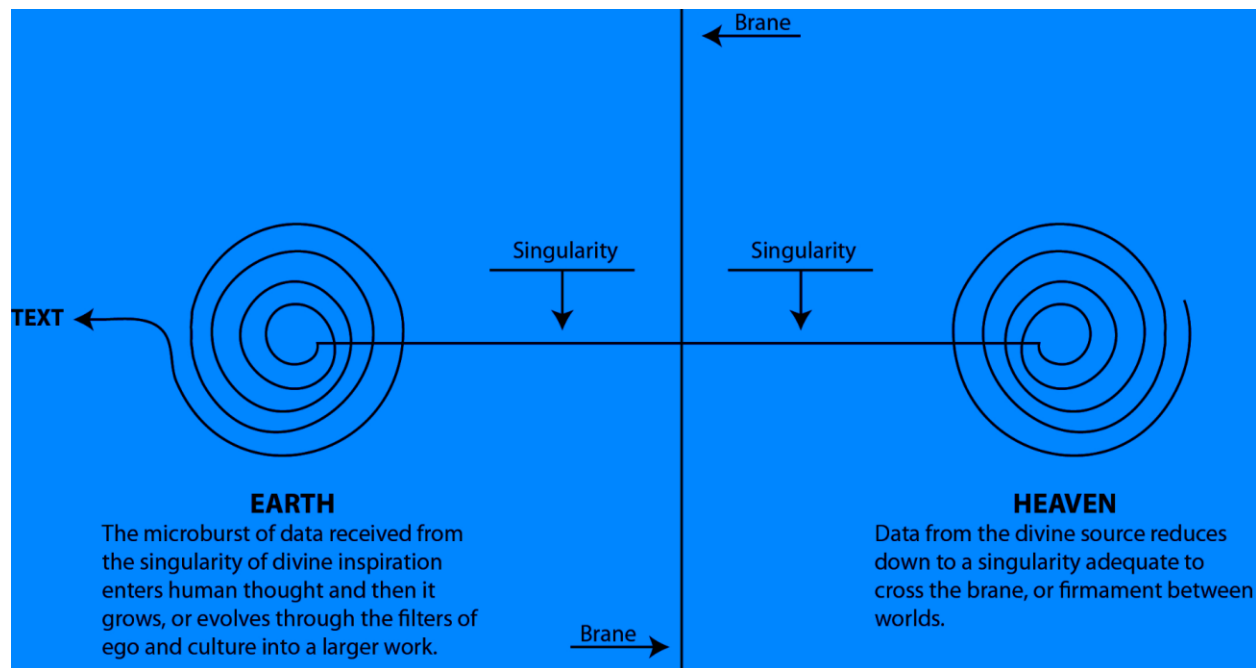 Brane
Singularity
Singularity
TEXT
EARTH
The microburst of data received from
the singularity of divine inspiration
enters human thought and then it
grows, or evolves through the filters of
ego and culture into a larger work.
HEAVEN
Data from the divine source reduces
down to a singularity adequate to
cross the brane, or firmament between
worlds.
Brane